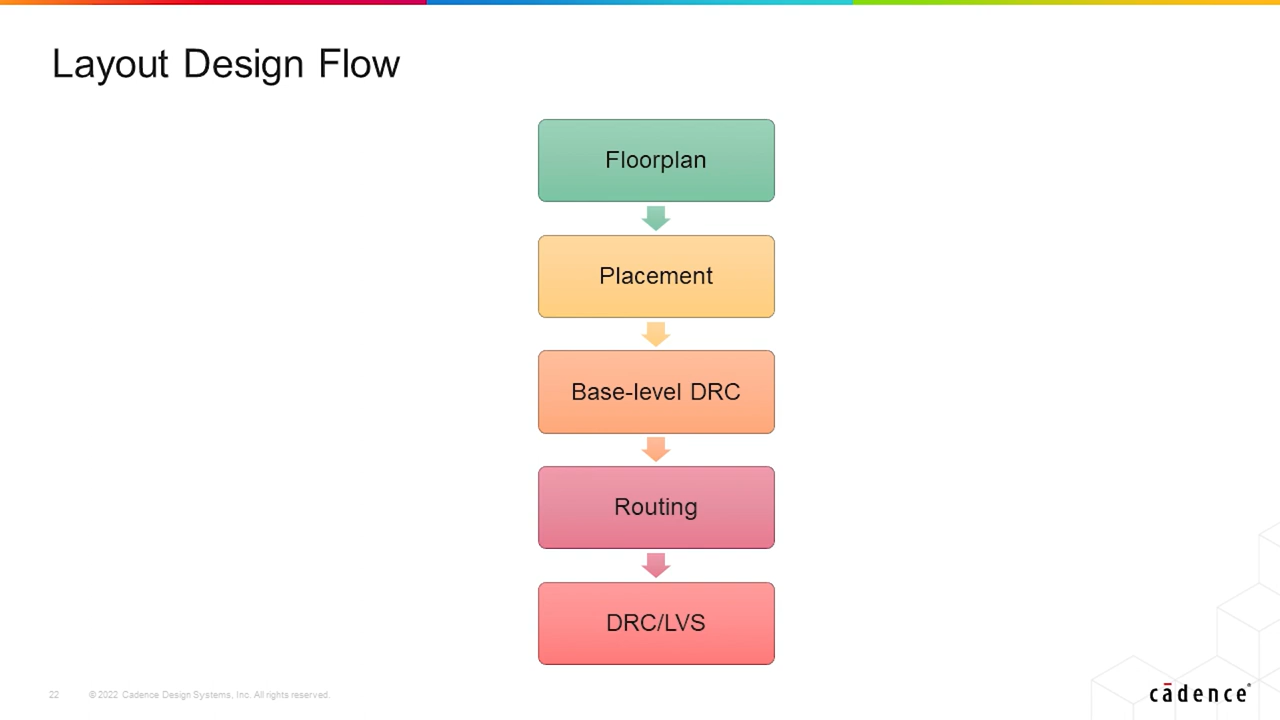 Layout Design Flow
Floorplan
Placement
Base-level DRC
Routing
DRC/LVS
22 © 2022 Cadence Design Systems, Inc. All rights reserved.
cādence®